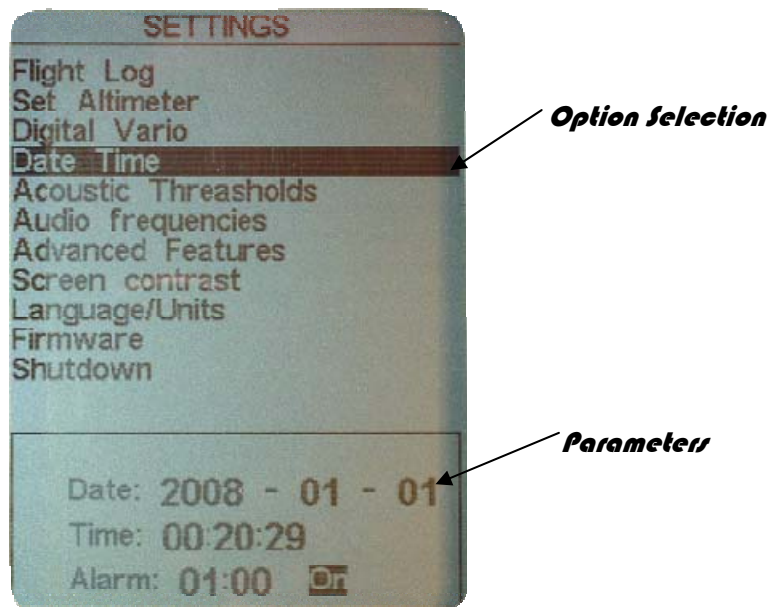 SETTINGS
Flight Log
Set Altimeter
Digital Vario
Date Time
Acoustic Threasholds
Audio frequencies
Advanced Features
Screen contrast
Language/Units
Firmware
Shutdown
Option Selection
Parameters
Date: 2008 - 01 - 01
Time: 00:20:29
Alarm: 01:00 On